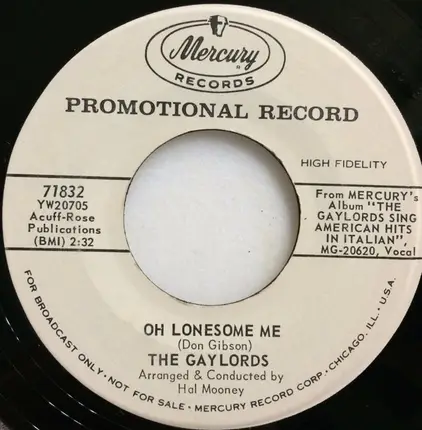 Mercury
RECORDS
PROMOTIONAL RECORD
HIGH FIDELITY
71832
YW20705
Acuff-Rose
Publications
(BMI) 2:32
From MERCURY's
Album "THE
GAYLORDS SING
AMERICAN HITS
IN ITALIAN",
MG-20620, Vocal
OH LONESOME ME
(Don Gibson)
THE GAYLORDS
Arranged & Conducted by
Hal Mooney
FOR BROADCAST ONLY • NOT FOR SALE • MERCURY RECORD CORP. • CHICAGO, ILL. • U.S.A.